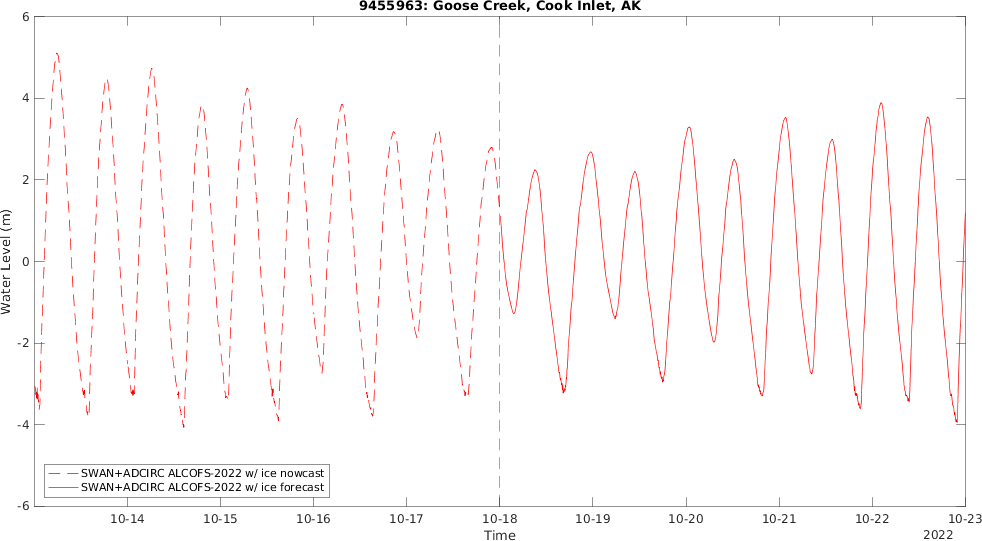 9455963: Goose Creek, Cook Inlet, AK
6
4
2
0
-2
-4
-6
Water Level (m)
SWAN+ADCIRC ALCOFS-2022 w/ ice nowcast
SWAN+ADCIRC ALCOFS-2022 w/ ice forecast
10-14 10-15 10-16 10-17 10-18 10-19 10-20 10-21 10-22 10-23
Time
2022